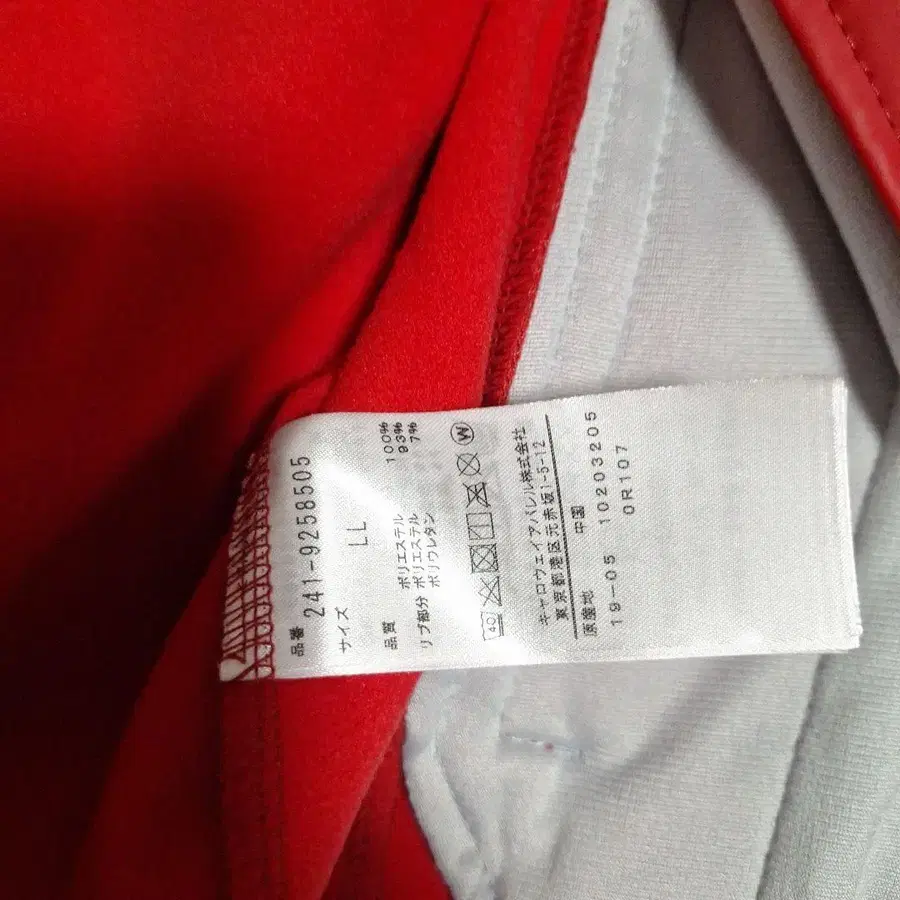 品番 241-9258505
サイズ LL
品質 ポリエステル 100%
リブ部分 ポリエステル 93%
ポリウレタン 7%
40
W
キャロウェイアパレル株式会社
東京都港区元赤坂1-5-12
原産地 中国
19-05 10203205
0R107